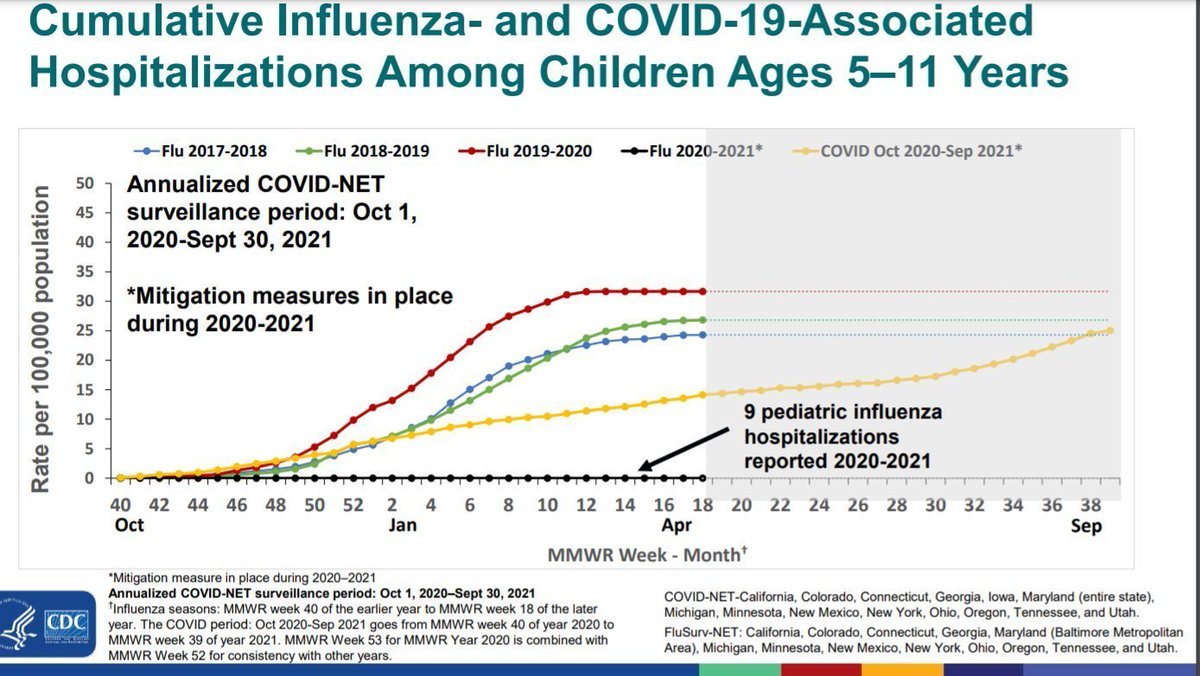 Cumulative Influenza- and COVID-19-Associated
Hospitalizations Among Children Ages 5–11 Years
Flu 2017-2018 Flu 2018-2019 Flu 2019-2020 Flu 2020-2021* COVID Oct 2020-Sep 2021*
Rate per 100,000 population
50
45
40
35
30
25
20
15
10
5
0
Annualized COVID-NET
surveillance period: Oct 1,
2020-Sept 30, 2021
*Mitigation measures in place
during 2020-2021
9 pediatric influenza
hospitalizations
reported 2020-2021
40 42 44 46 48 50 52 2 4 6 8 10 12 14 16 18 20 22 24 26 28 30 32 34 36 38
Oct Jan Apr Sep
MMWR Week - Month†
*Mitigation measure in place during 2020–2021
Annualized COVID-NET surveillance period: Oct 1, 2020–Sept 30, 2021
†Influenza seasons: MMWR week 40 of the earlier year to MMWR week 18 of the later
year. The COVID period: Oct 2020-Sep 2021 goes from MMWR week 40 of year 2020 to
MMWR week 39 of year 2021. MMWR Week 53 for MMWR Year 2020 is combined with
MMWR Week 52 for consistency with other years.
COVID-NET-California, Colorado, Connecticut, Georgia, Iowa, Maryland (entire state),
Michigan, Minnesota, New Mexico, New York, Ohio, Oregon, Tennessee, and Utah.
FluSurv-NET: California, Colorado, Connecticut, Georgia, Maryland (Baltimore Metropolitan
Area), Michigan, Minnesota, New Mexico, New York, Ohio, Oregon, Tennessee, and Utah.
CDC